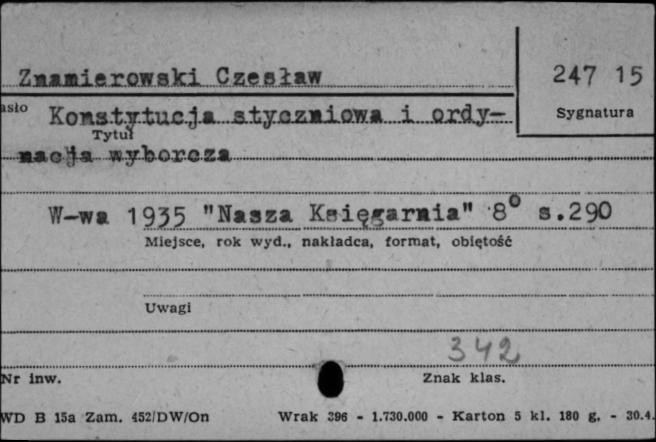 Znamierowski Czesław
247 15
asło Konstytucja styczniowa i ordy-
Sygnatura
Tytuł
nacja wyborcza
W-wa 1935 "Nasza Księgarnia" 8° s.290
Miejsce, rok wyd., nakładca, format, objętość
Uwagi
342
Nr inw.
Znak klas.
WD B 15a Zam. 452/DW/On Wrak 396 - 1.730.000 - Karton 5 kl. 180 g. - 30.4.